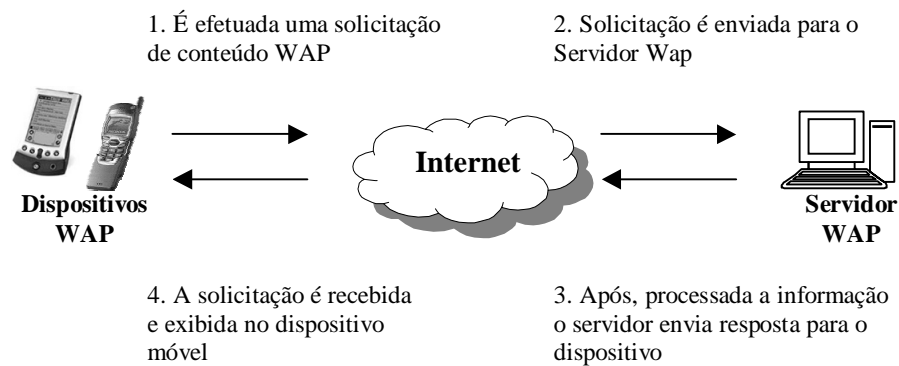 1. É efetuada uma solicitação
de conteúdo WAP
2. Solicitação é enviada para o
Servidor Wap
Internet
Dispositivos
WAP
Servidor
WAP
4. A solicitação é recebida
e exibida no dispositivo
móvel
3. Após, processada a informação
o servidor envia resposta para o
dispositivo